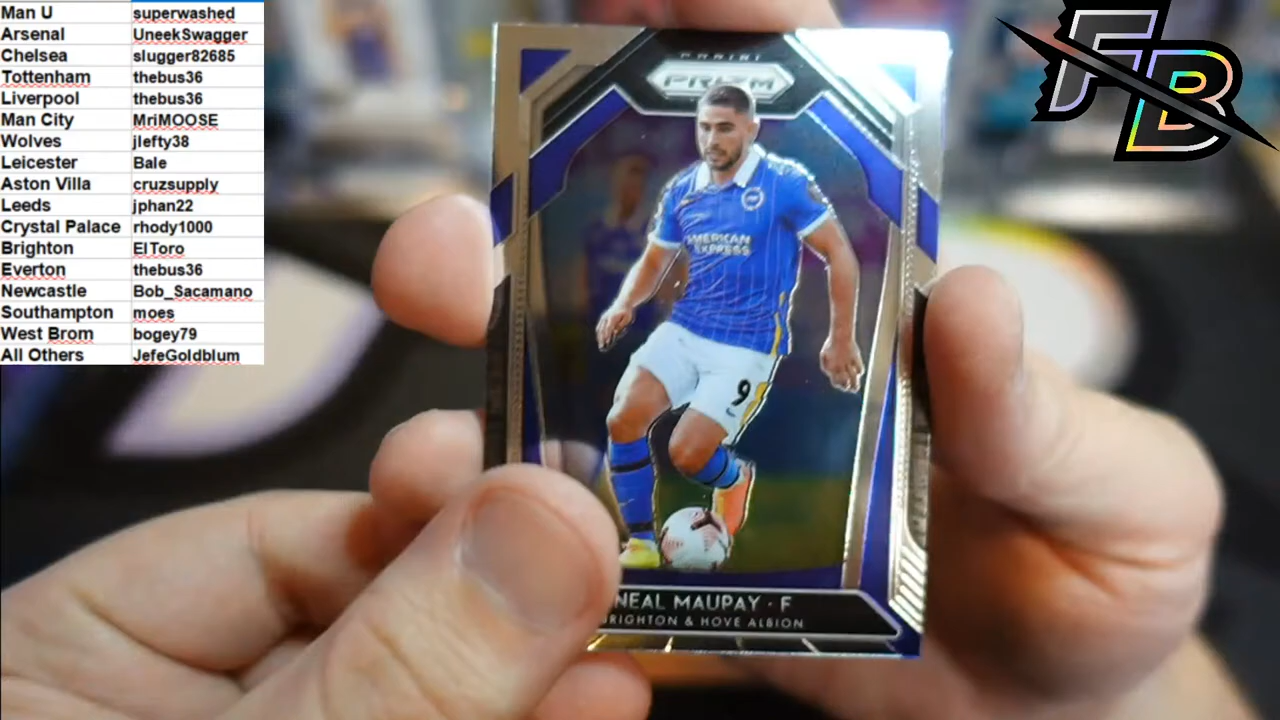 Man U superwashed
Arsenal UneekSwagger
Chelsea slugger82685
Tottenham thebus36
Liverpool thebus36
Man City MriMOOSE
Wolves jlefty38
Leicester Bale
Aston Villa cruzsupply
Leeds jphan22
Crystal Palace rhody1000
Brighton ElToro
Everton thebus36
Newcastle Bob_Sacamano
Southampton moes
West Brom bogey79
All Others JefeGoldblum
FB
PANINI
PRIZM
AMERICAN
EXPRESS
9
NEAL MAUPAY · F
BRIGHTON & HOVE ALBION